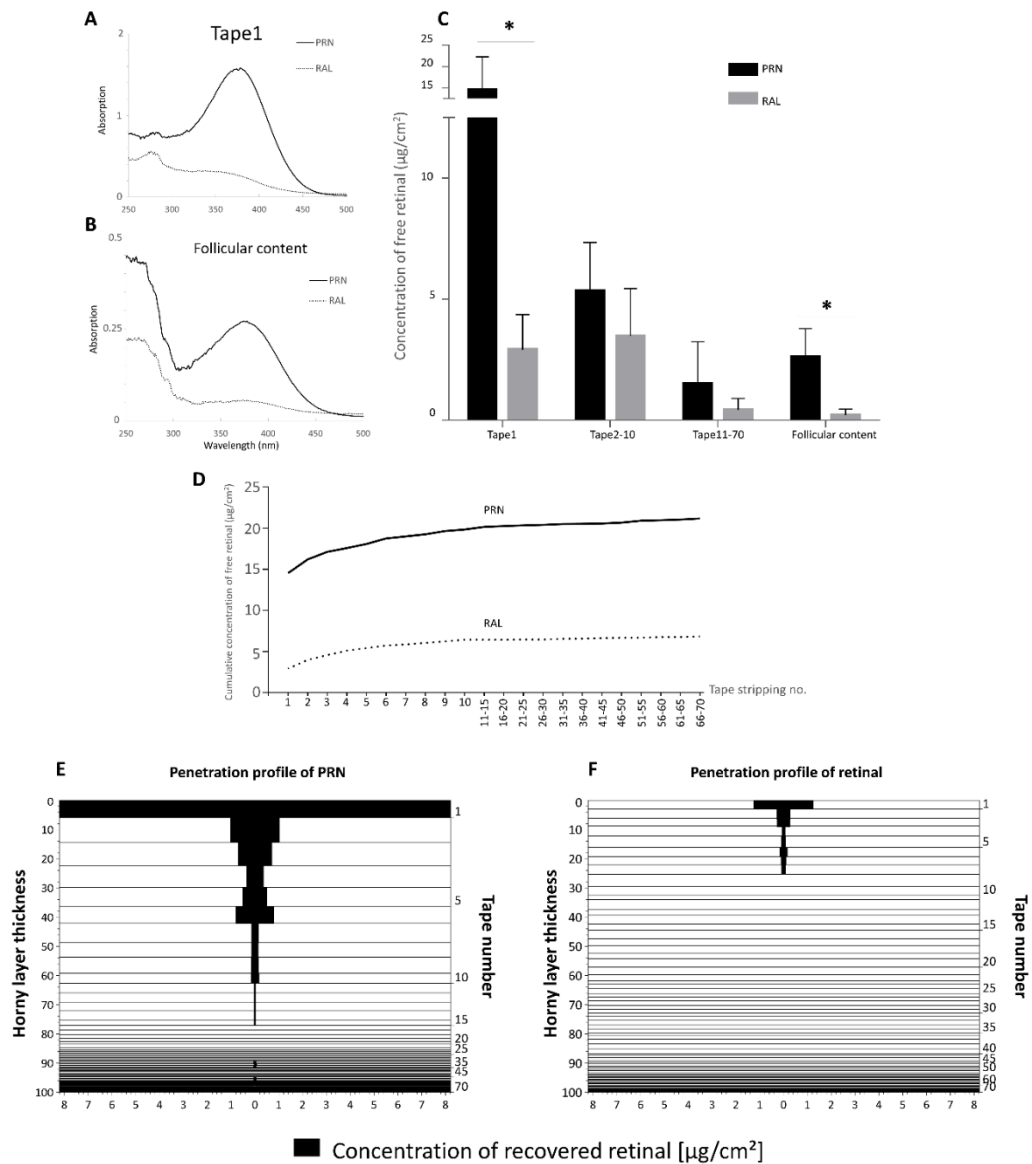 A
Tape1
2
1
0
Absorption
PRN
RAL
250 300 350 400 450 500
B
Follicular content
0.5
0.25
0
Absorption
PRN
RAL
250 300 350 400 450 500
Wavelength (nm)
C
25
20
15
10
5
0
Concentration of free retinal (µg/cm²)
*
*
PRN
RAL
Tape1 Tape2-10 Tape11-70 Follicular content
D
25
20
15
10
5
0
Cumulative concentration of free retinal (µg/cm²)
PRN
RAL
1 2 3 4 5 6 7 8 9 10 11-15 16-20 21-25 26-30 31-35 36-40 41-45 46-50 51-55 56-60 61-65 66-70
Tape stripping no.
E
Penetration profile of PRN
Horny layer thickness
0
10
20
30
40
50
60
70
80
90
100
1
5
10
15
20
25
35
45
70
Tape number
8 7 6 5 4 3 2 1 0 1 2 3 4 5 6 7 8
F
Penetration profile of retinal
Horny layer thickness
0
10
20
30
40
50
60
70
80
90
100
1
5
10
15
20
25
30
35
40
45
50
60
70
Tape number
8 7 6 5 4 3 2 1 0 1 2 3 4 5 6 7 8
Concentration of recovered retinal [µg/cm²]